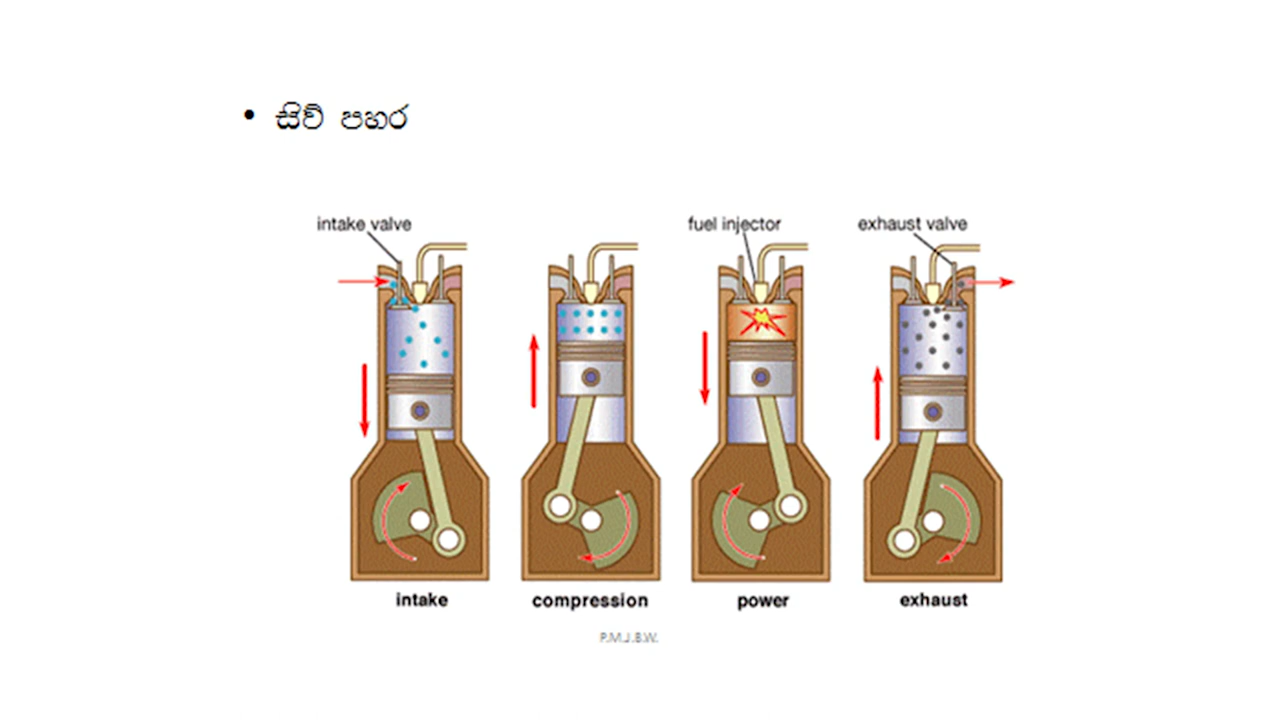 • සිව් පහර
intake valve fuel injector exhaust valve
intake compression power exhaust
P.M.J.B.W.